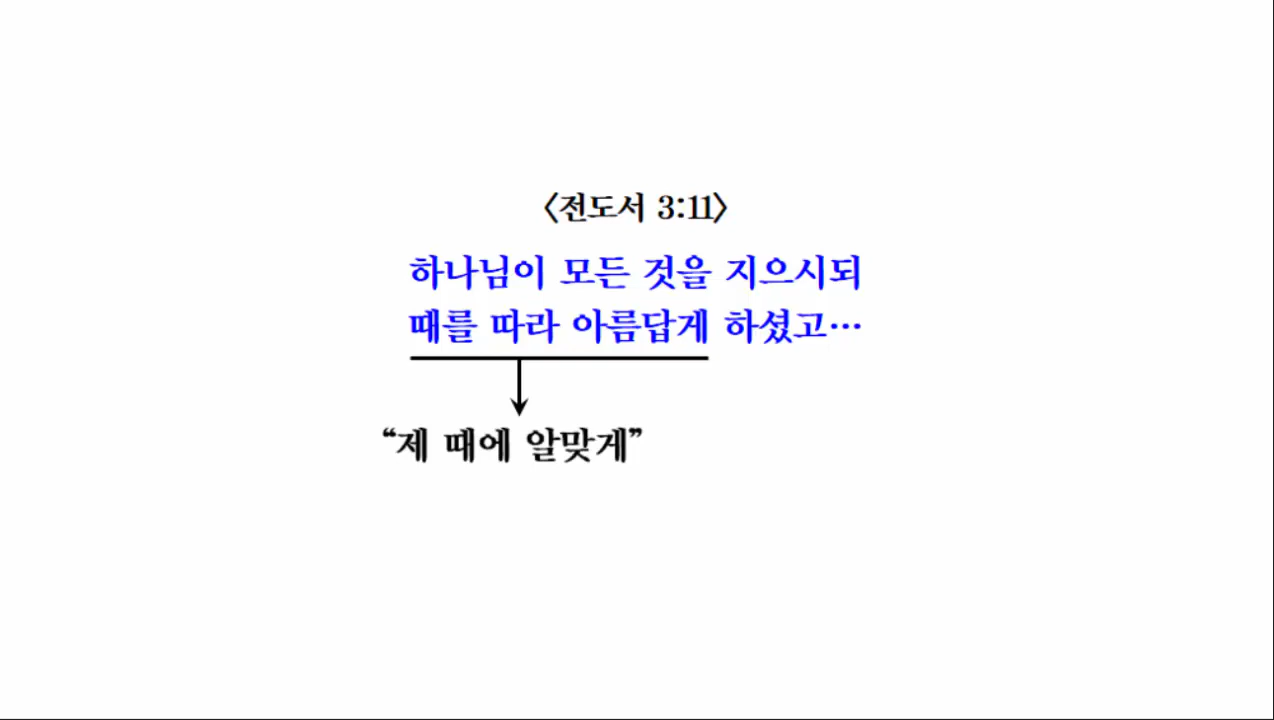 〈전도서 3:11〉
하나님이 모든 것을 지으시되
때를 따라 아름답게 하셨고…
“제 때에 알맞게”